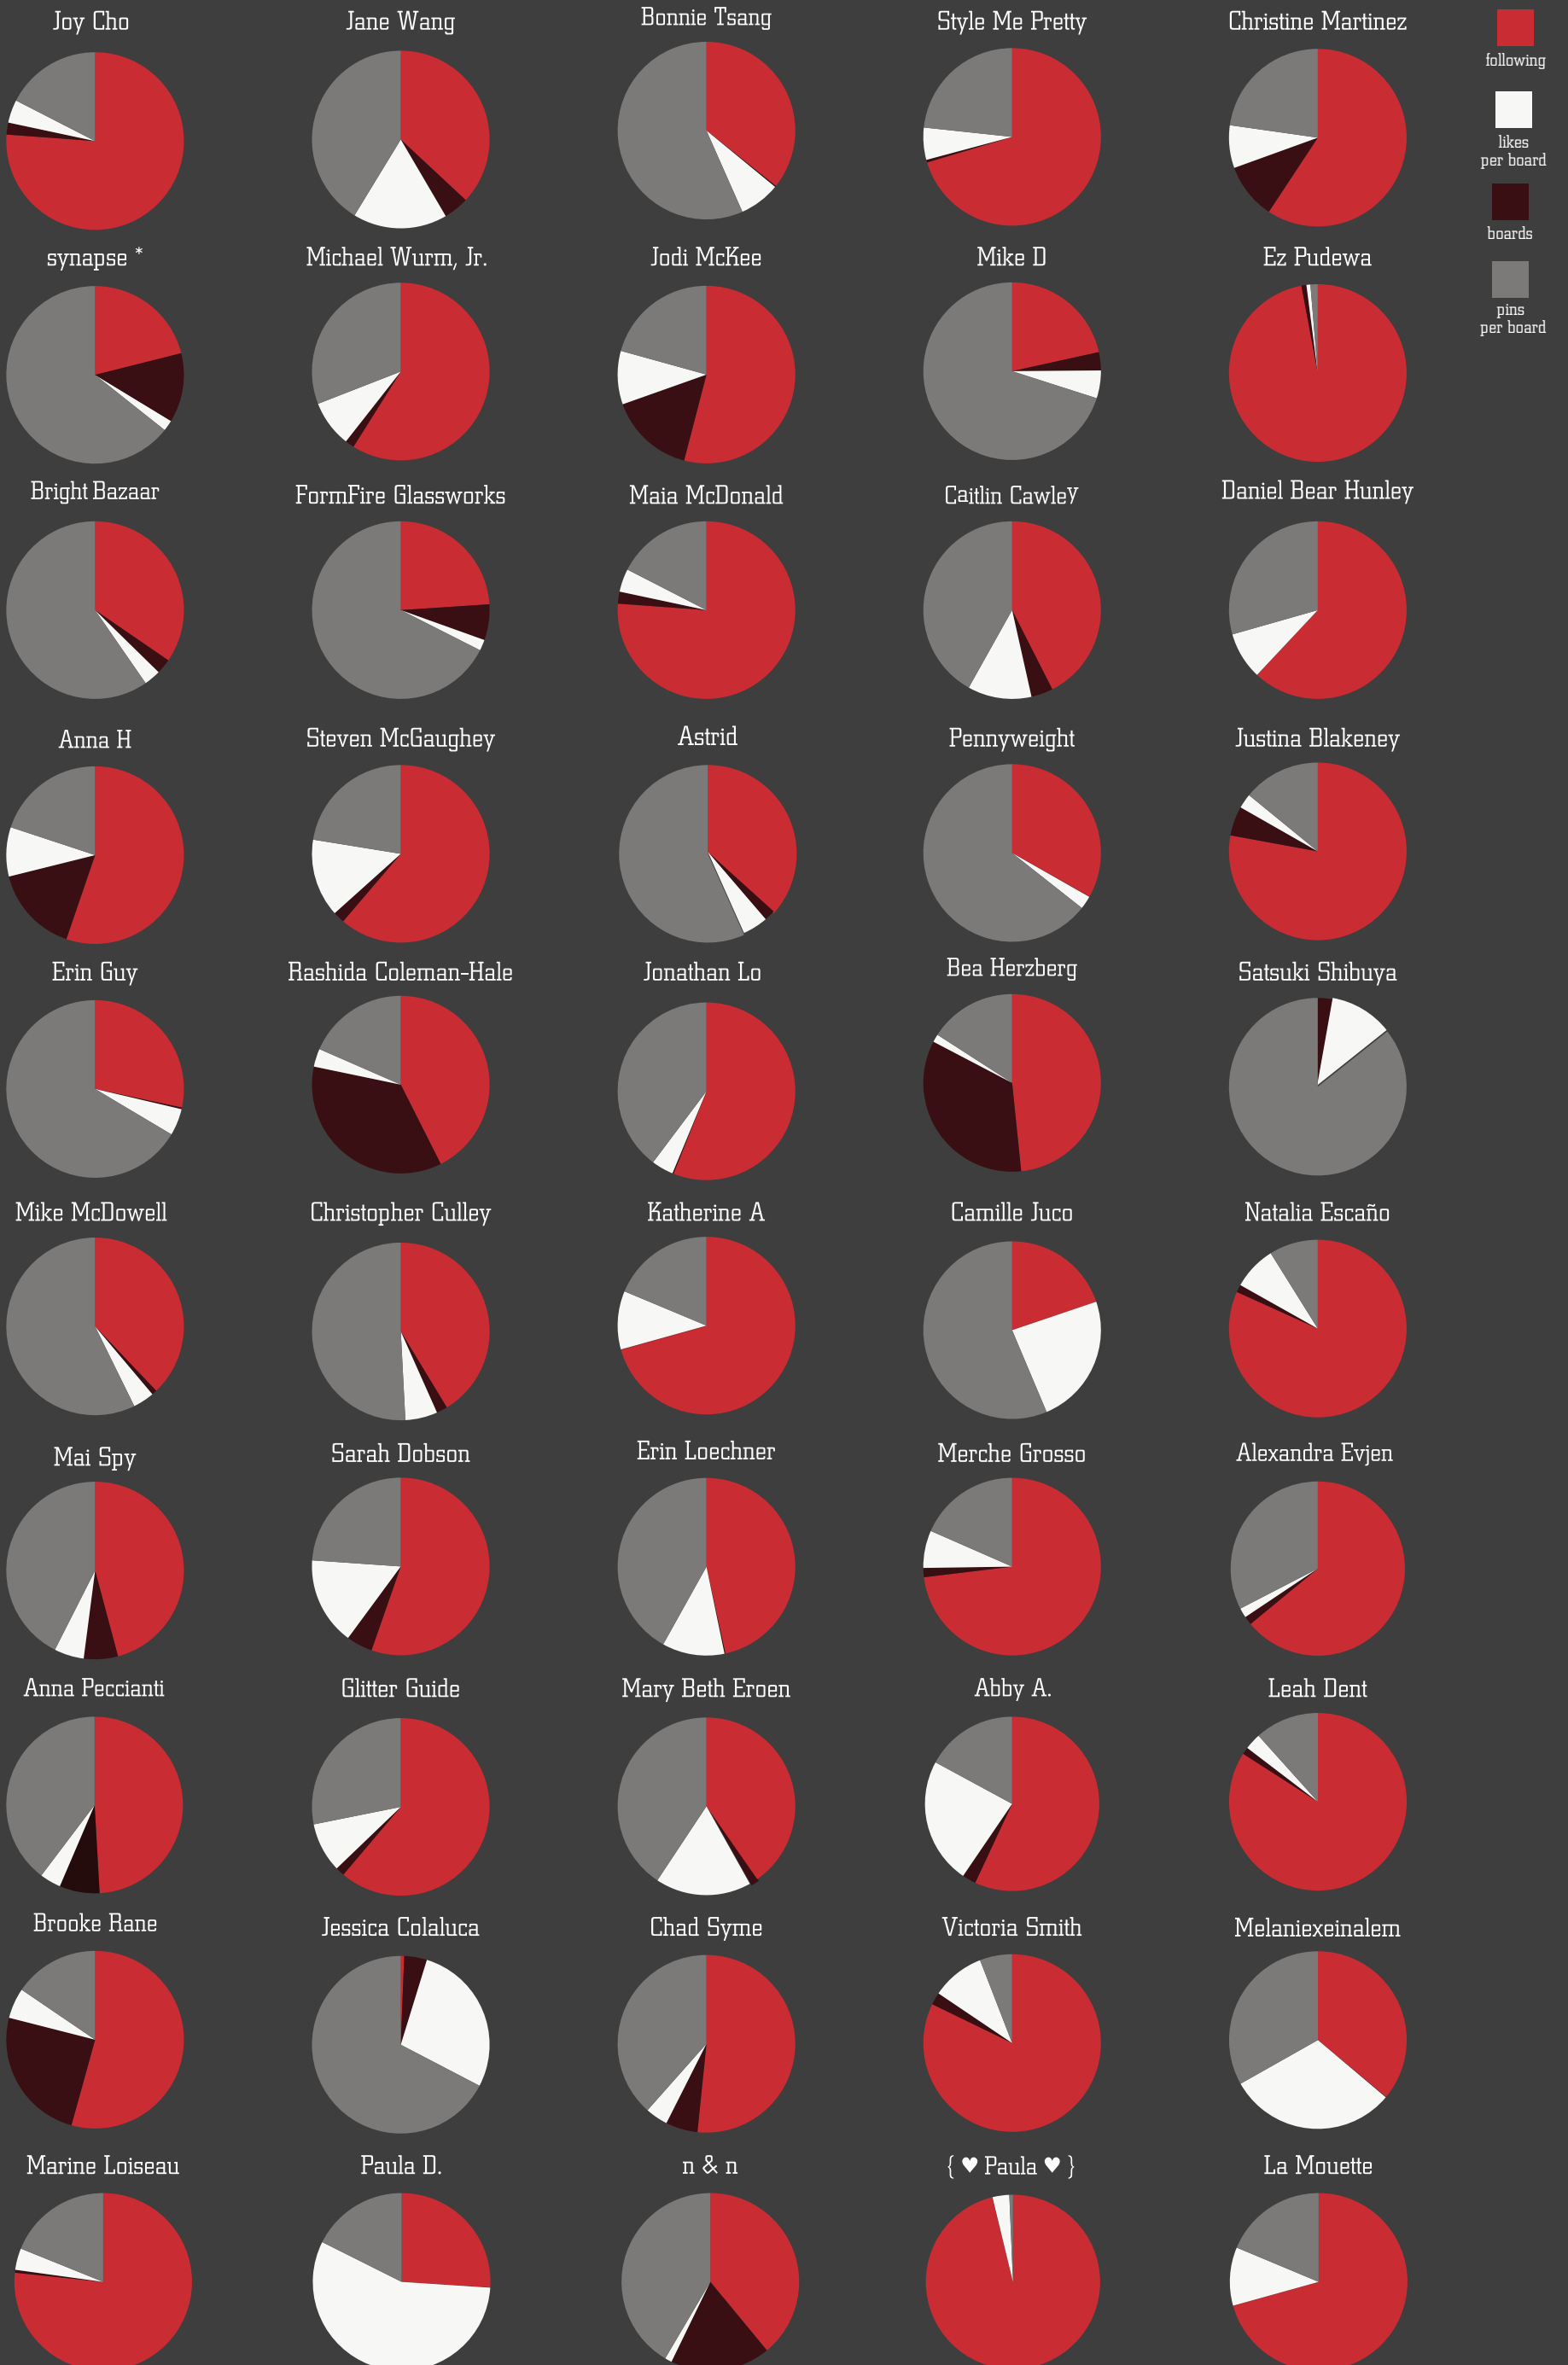 Joy Cho
Jane Wang
Bonnie Tsang
Style Me Pretty
Christine Martinez
following
likes
per board
boards
pins
per board
synapse *
Michael Wurm, Jr.
Jodi McKee
Mike D
Ez Pudewa
Bright Bazaar
FormFire Glassworks
Maia McDonald
Caitlin Cawley
Daniel Bear Hunley
Anna H
Steven McGaughey
Astrid
Pennyweight
Justina Blakeney
Erin Guy
Rashida Coleman-Hale
Jonathan Lo
Bea Herzberg
Satsuki Shibuya
Mike McDowell
Christopher Culley
Katherine A
Camille Juco
Natalia Escaño
Mai Spy
Sarah Dobson
Erin Loechner
Merche Grosso
Alexandra Evjen
Anna Peccianti
Glitter Guide
Mary Beth Eroen
Abby A.
Leah Dent
Brooke Rane
Jessica Colaluca
Chad Syme
Victoria Smith
Melaniexeinalem
Marine Loiseau
Paula D.
n & n
{ ♥ Paula ♥ }
La Mouette